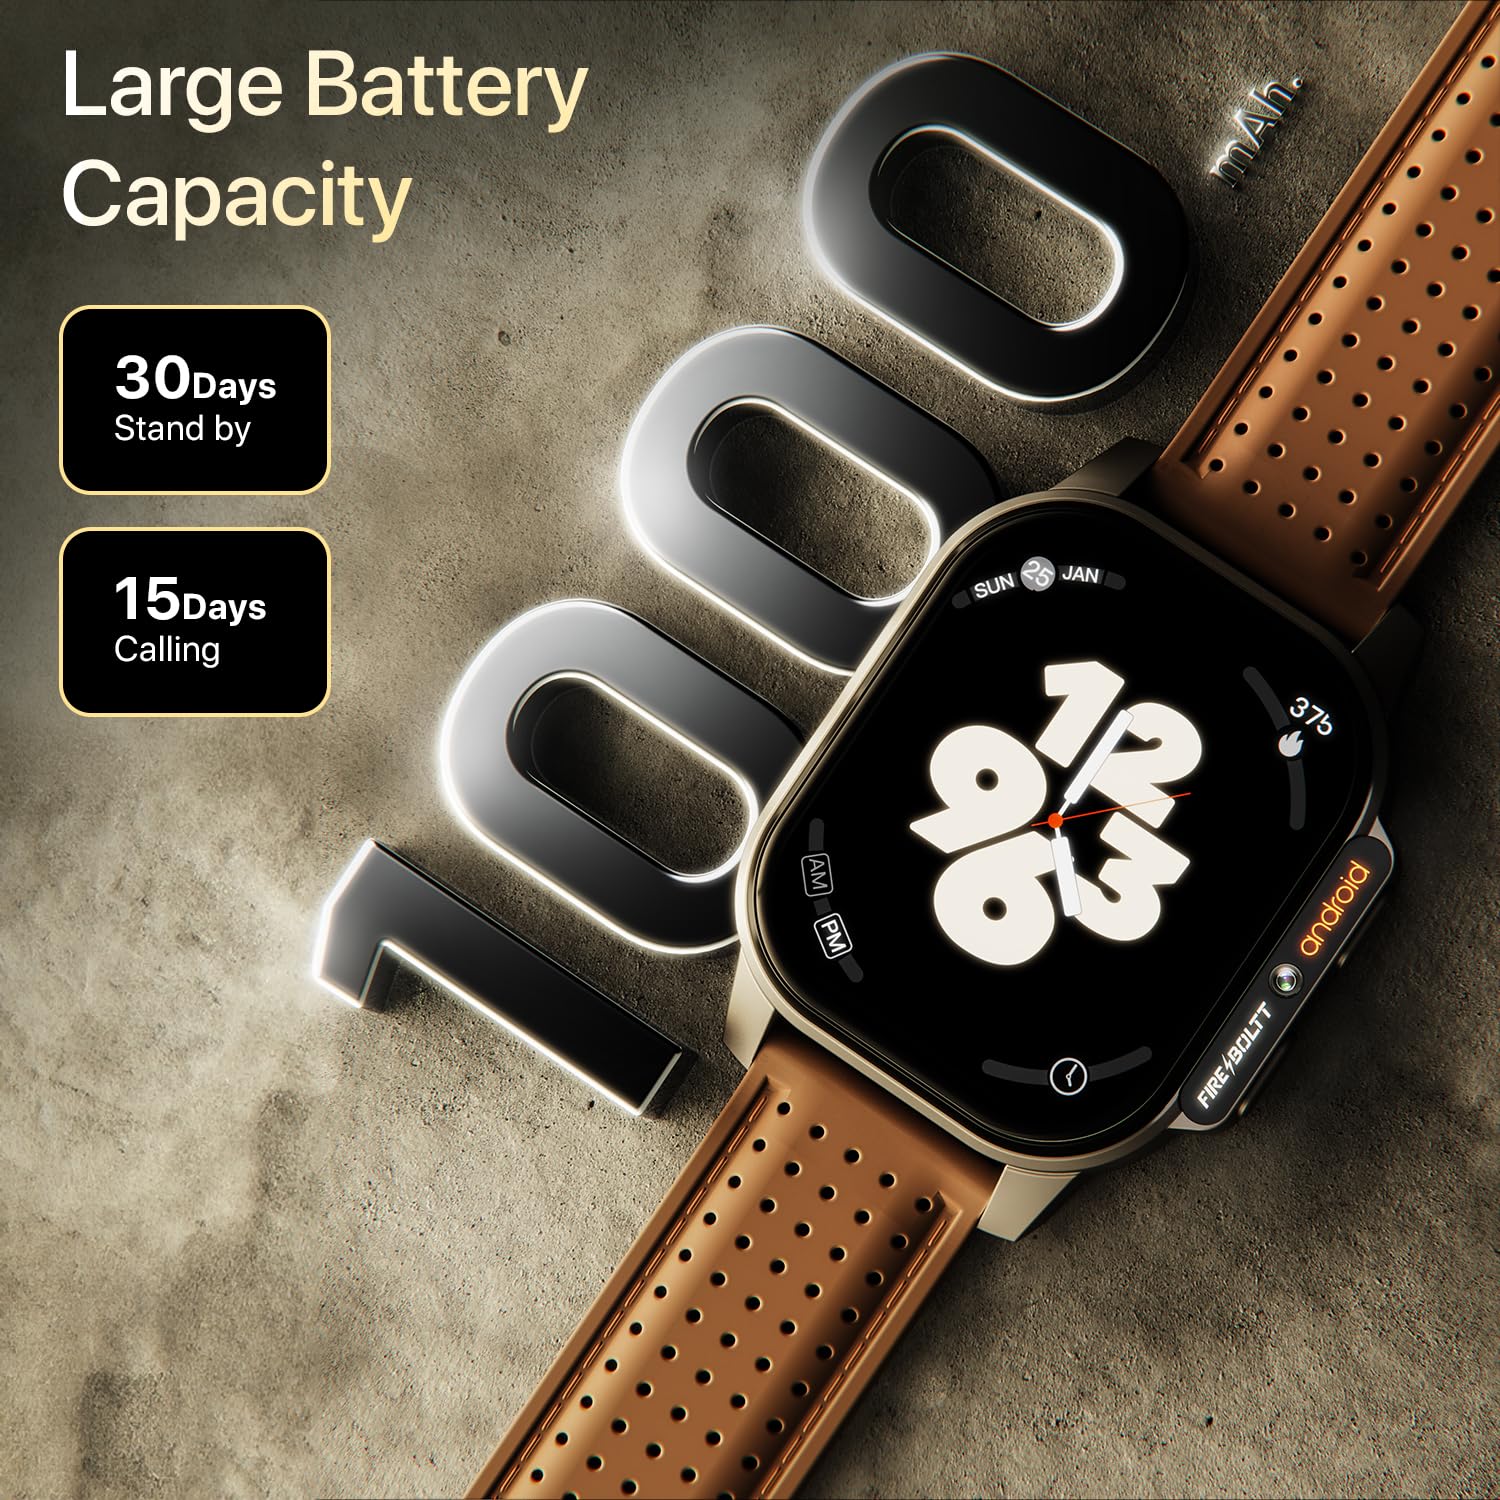 Large Battery
Capacity
30Days
Stand by
15Days
Calling
1000
mAh.
SUN 25 JAN
375
12
9
3
6
AM
PM
android
FIRE BOLTT